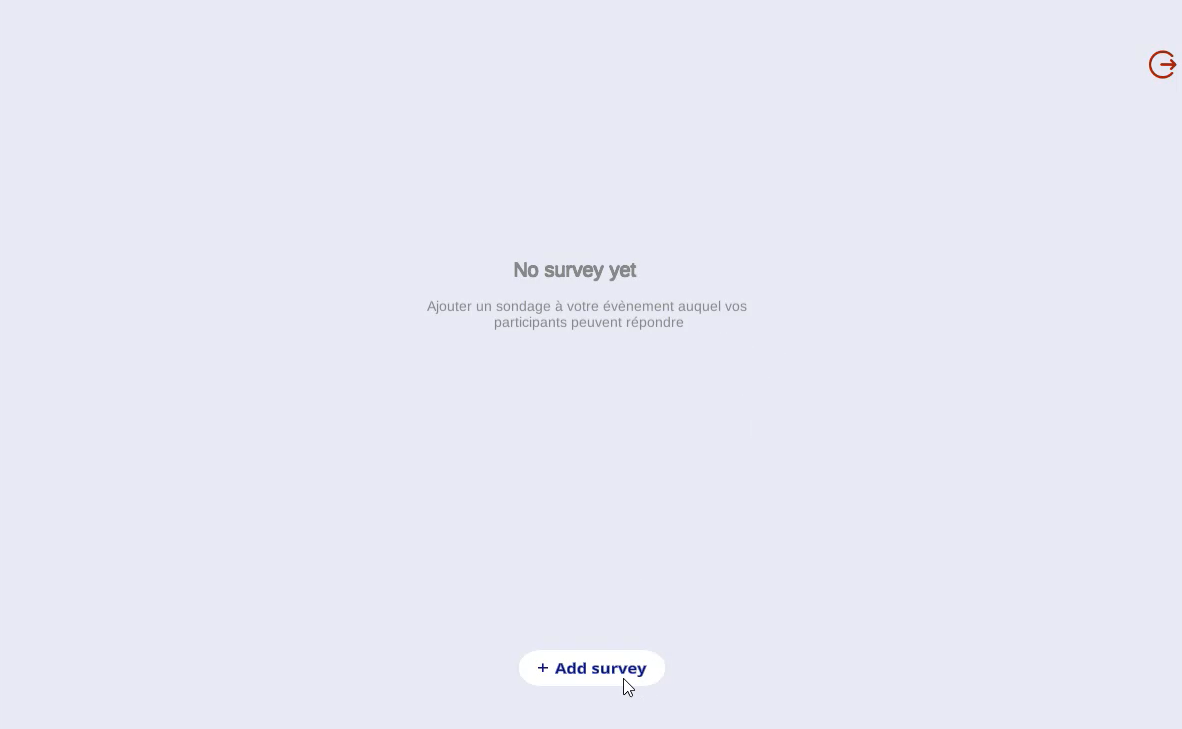 No survey yet
Ajouter un sondage à votre évènement auquel vos
participants peuvent répondre
+ Add survey